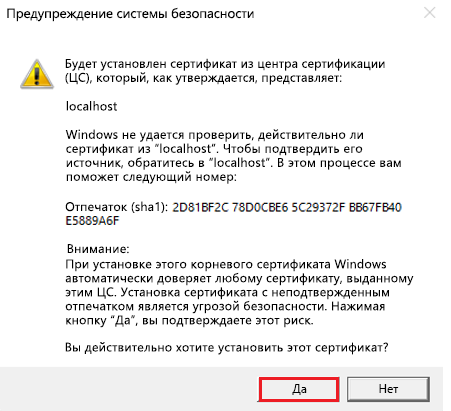 Предупреждение системы безопасности
Будет установлен сертификат из центра сертификации
(ЦС), который, как утверждается, представляет:
localhost
Windows не удается проверить, действительно ли
сертификат из "localhost". Чтобы подтвердить его
источник, обратитесь в "localhost". В этом процессе вам
поможет следующий номер:
Отпечаток (sha1): 2D81BF2C 78D0CBE6 5C29372F BB67FB40
E5889A6F
Внимание:
При установке этого корневого сертификата Windows
автоматически доверяет любому сертификату, выданному
этим ЦС. Установка сертификата с неподтвержденным
отпечатком является угрозой безопасности. Нажимая
кнопку "Да", вы подтверждаете этот риск.
Вы действительно хотите установить этот сертификат?
Да
Нет